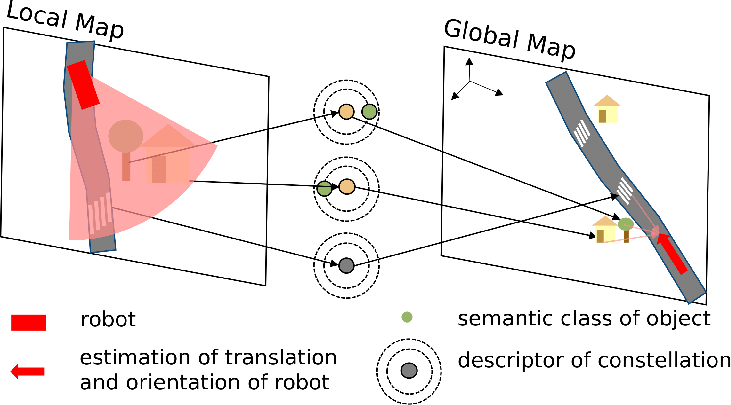 Local Map
Global Map
robot
semantic class of object
estimation of translation
and orientation of robot
descriptor of constellation